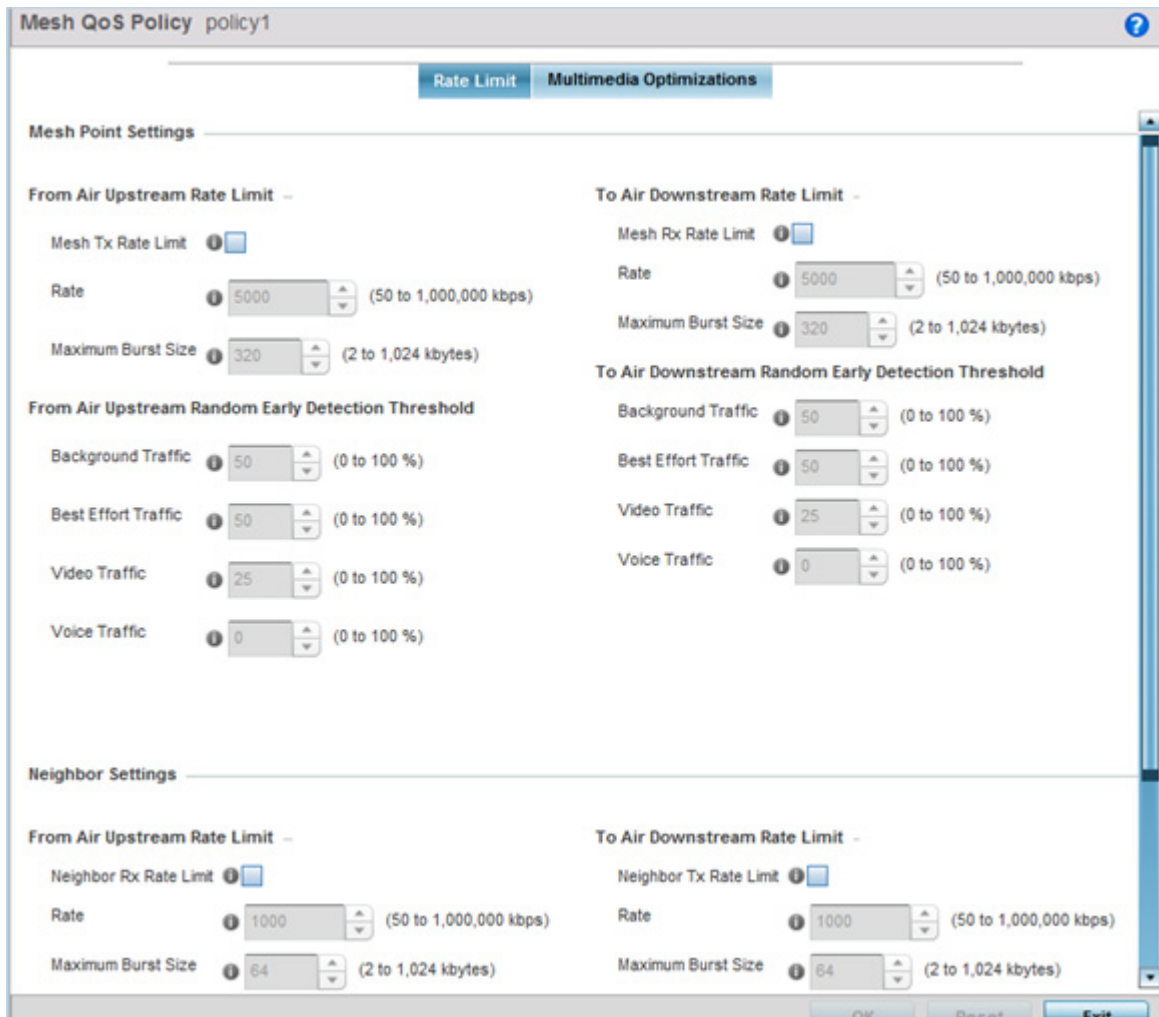 Mesh QoS Policy policy1
Rate Limit Multimedia Optimizations
Mesh Point Settings
From Air Upstream Rate Limit
Mesh Tx Rate Limit
Rate 5000 (50 to 1,000,000 kbps)
Maximum Burst Size 320 (2 to 1,024 kbytes)
From Air Upstream Random Early Detection Threshold
Background Traffic 50 (0 to 100 %)
Best Effort Traffic 50 (0 to 100 %)
Video Traffic 25 (0 to 100 %)
Voice Traffic 0 (0 to 100 %)
To Air Downstream Rate Limit
Mesh Rx Rate Limit
Rate 5000 (50 to 1,000,000 kbps)
Maximum Burst Size 320 (2 to 1,024 kbytes)
To Air Downstream Random Early Detection Threshold
Background Traffic 50 (0 to 100 %)
Best Effort Traffic 50 (0 to 100 %)
Video Traffic 25 (0 to 100 %)
Voice Traffic 0 (0 to 100 %)
Neighbor Settings
From Air Upstream Rate Limit
Neighbor Rx Rate Limit
Rate 1000 (50 to 1,000,000 kbps)
Maximum Burst Size 64 (2 to 1,024 kbytes)
To Air Downstream Rate Limit
Neighbor Tx Rate Limit
Rate 1000 (50 to 1,000,000 kbps)
Maximum Burst Size 64 (2 to 1,024 kbytes)
OK Reset Exit